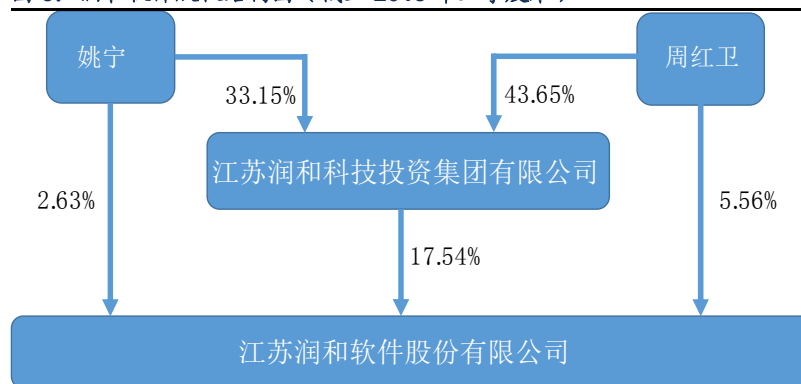 姚宁
周红卫
33.15%
43.65%
江苏润和科技投资集团有限公司
2.63%
5.56%
17.54%
江苏润和软件股份有限公司